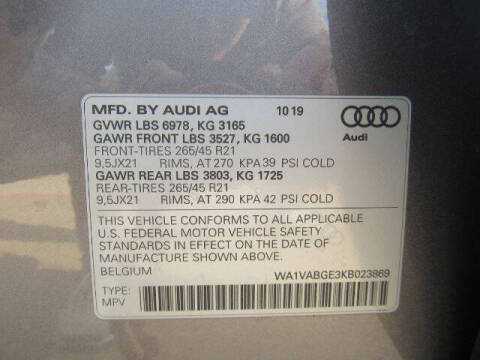 MFD. BY AUDI AG 10 19
GVWR LBS 6978, KG 3165
GAWR FRONT LBS 3527, KG 1600
FRONT-TIRES 265/45 R21
9,5JX21 RIMS, AT 270 KPA 39 PSI COLD
GAWR REAR LBS 3803, KG 1725
REAR-TIRES 265/45 R21
9,5JX21 RIMS, AT 290 KPA 42 PSI COLD
Audi
THIS VEHICLE CONFORMS TO ALL APPLICABLE
U.S. FEDERAL MOTOR VEHICLE SAFETY
STANDARDS IN EFFECT ON THE DATE OF
MANUFACTURE SHOWN ABOVE.
BELGIUM WA1VABGE3KB023869
TYPE:
MPV